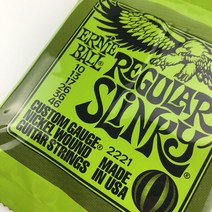 ERNIE BALL
REGULAR
SLINKY
10
13
17
26
36
46
2221
CUSTOM GAUGE
NICKEL WOUND
GUITAR STRINGS
MADE
IN USA